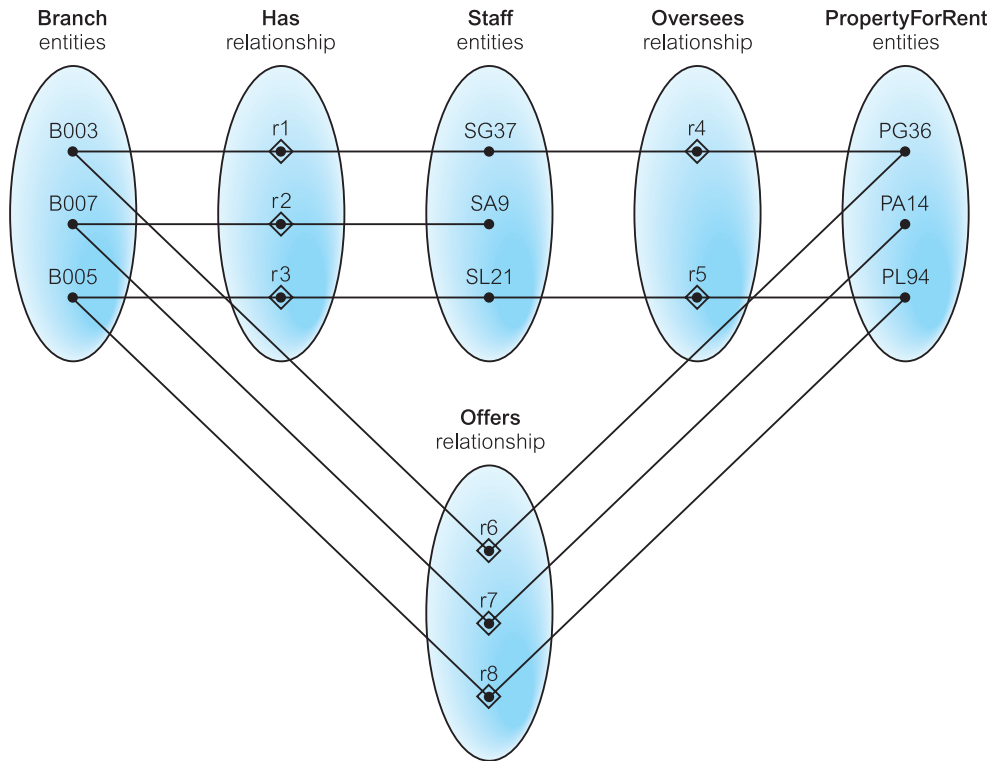 Branch
entities
Has
relationship
Staff
entities
Oversees
relationship
PropertyForRent
entities
B003
r1
SG37
r4
PG36
B007
r2
SA9
PA14
B005
r3
SL21
r5
PL94
Offers
relationship
r6
r7
r8